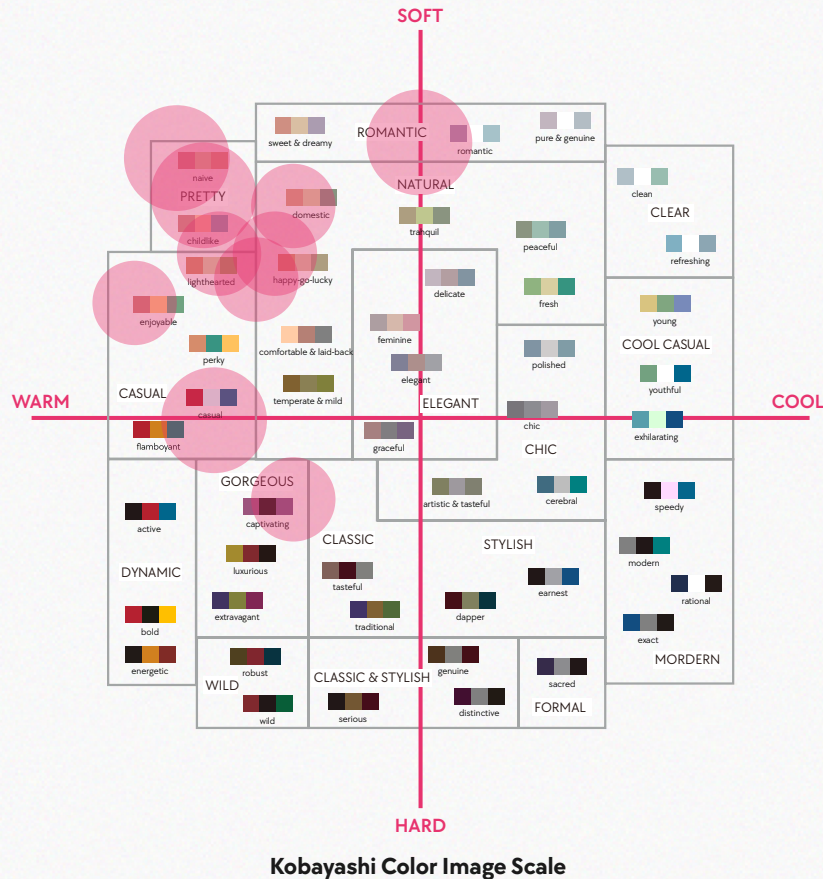 SOFT
ROMANTIC
sweet & dreamy
romantic
pure & genuine
naive
PRETTY
childlike
NATURAL
domestic
tranquil
peaceful
clean
CLEAR
refreshing
lighthearted
happy-go-lucky
delicate
fresh
enjoyable
feminine
young
perky
comfortable & laid-back
elegant
polished
COOL CASUAL
temperate & mild
youthful
WARM
CASUAL
casual
ELEGANT
COOL
flamboyant
graceful
chic
CHIC
exhilarating
GORGEOUS
captivating
artistic & tasteful
cerebral
speedy
active
CLASSIC
STYLISH
luxurious
modern
DYNAMIC
tasteful
earnest
rational
extravagant
traditional
dapper
bold
exact
energetic
robust
genuine
MORDERN
WILD
CLASSIC & STYLISH
sacred
wild
serious
distinctive
FORMAL
HARD
Kobayashi Color Image Scale